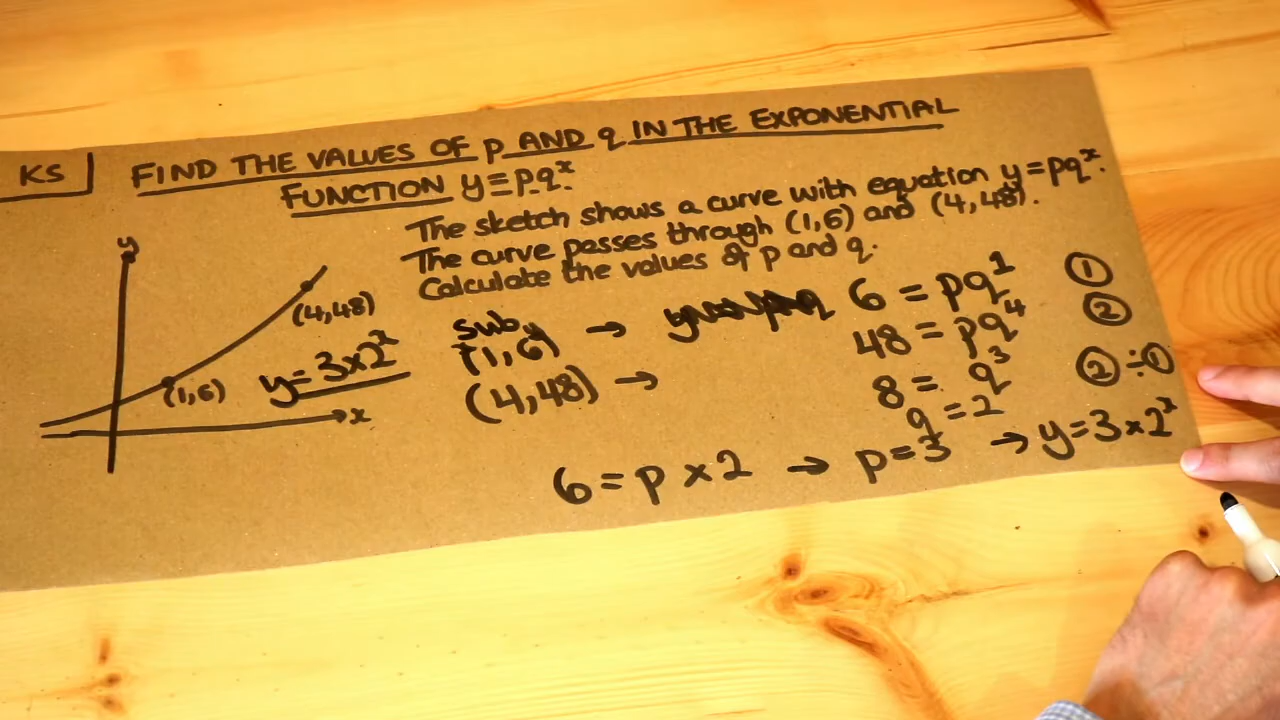 KS
FIND THE VALUES OF p AND q IN THE EXPONENTIAL
FUNCTION y=pq^x.
The sketch shows a curve with equation y=pq^x.
The curve passes through (1,6) and (4,48).
Calculate the values of p and q.
y
(4,48)
(1,6)
x
y=3×2^x
sub
(1,6) →
(4,48) →
6 = pq^1 ①
48 = pq^4 ②
8 = q^3 ②÷①
q = 2
6 = p × 2 → p = 3 → y = 3×2^x